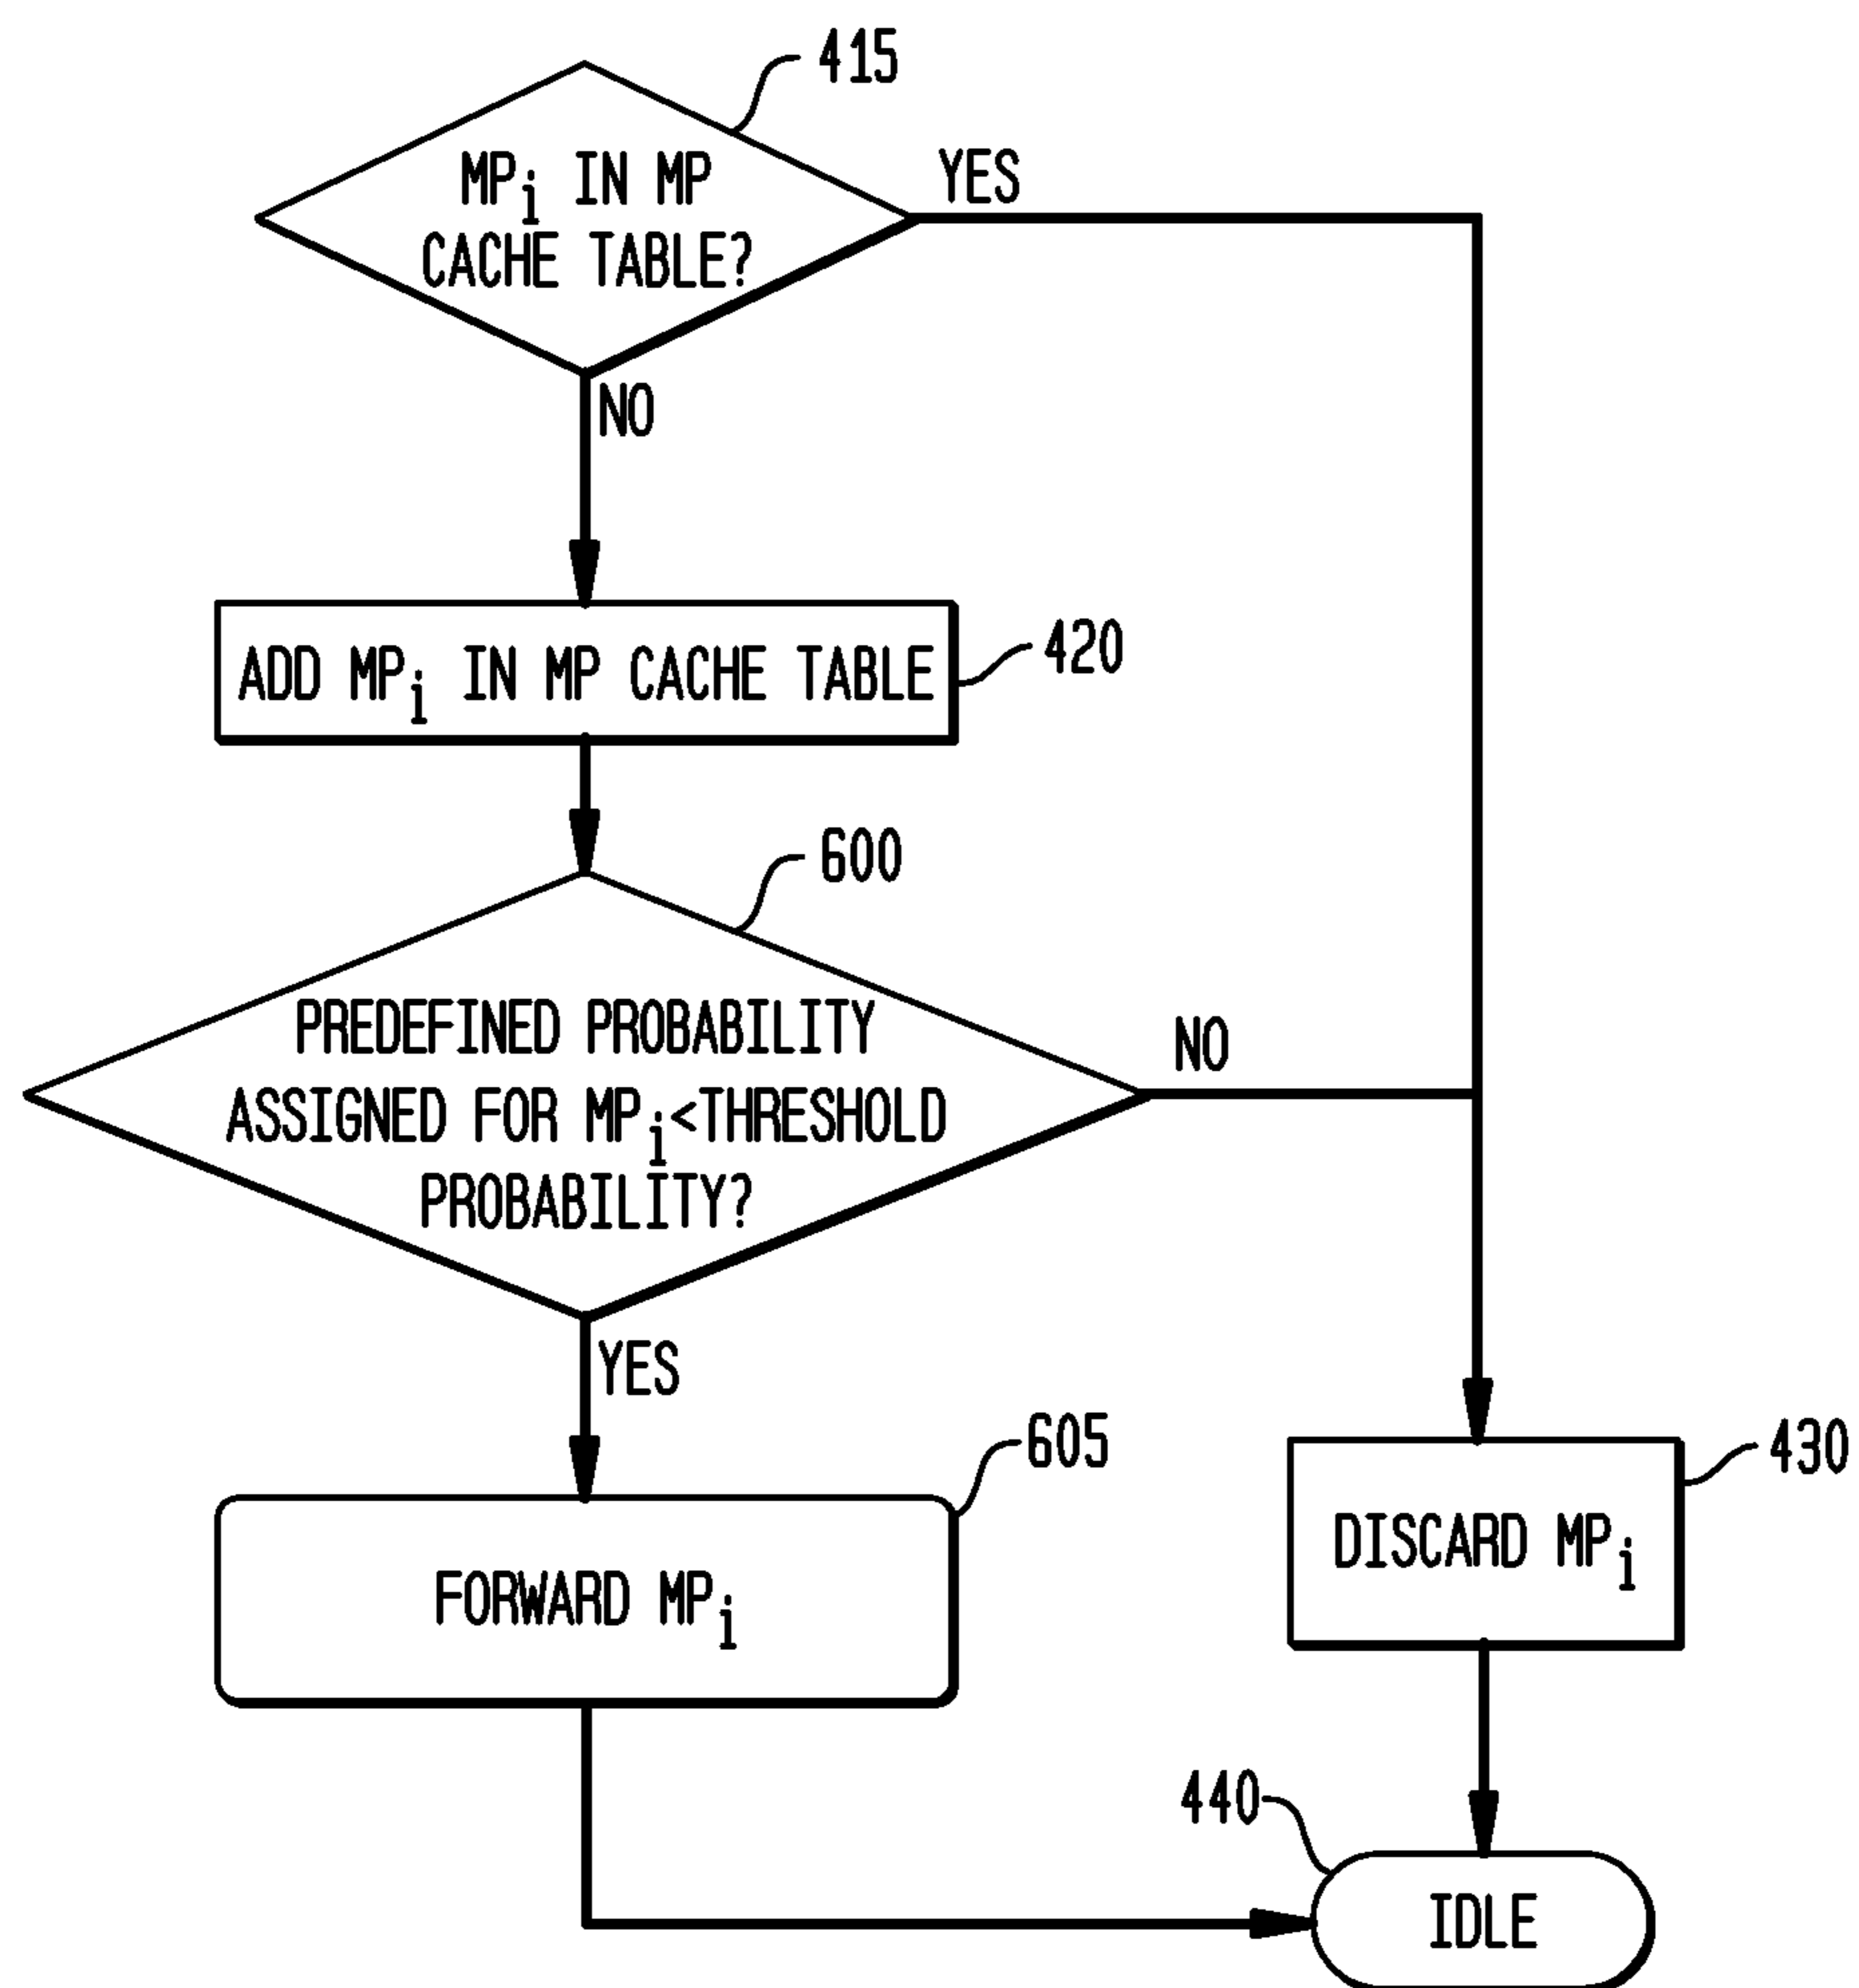 415
MPi IN MP
CACHE TABLE?
YES
NO
ADD MPi IN MP CACHE TABLE
420
600
PREDEFINED PROBABILITY
ASSIGNED FOR MPi<THRESHOLD
PROBABILITY?
NO
YES
605
FORWARD MPi
430
DISCARD MPi
440
IDLE